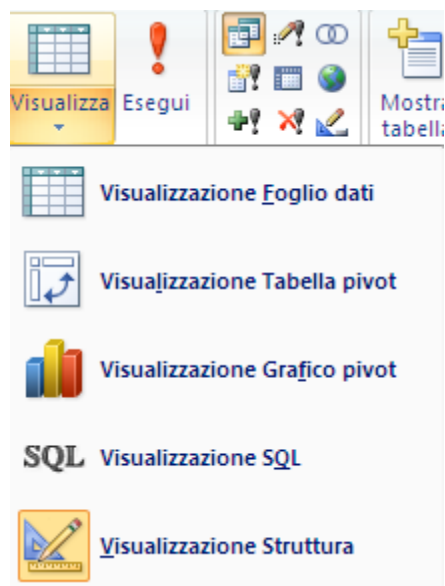 Visualizza Esegui Mostra
tabella
Visualizzazione Foglio dati
Visualizzazione Tabella pivot
Visualizzazione Grafico pivot
SQL Visualizzazione SQL
Visualizzazione Struttura